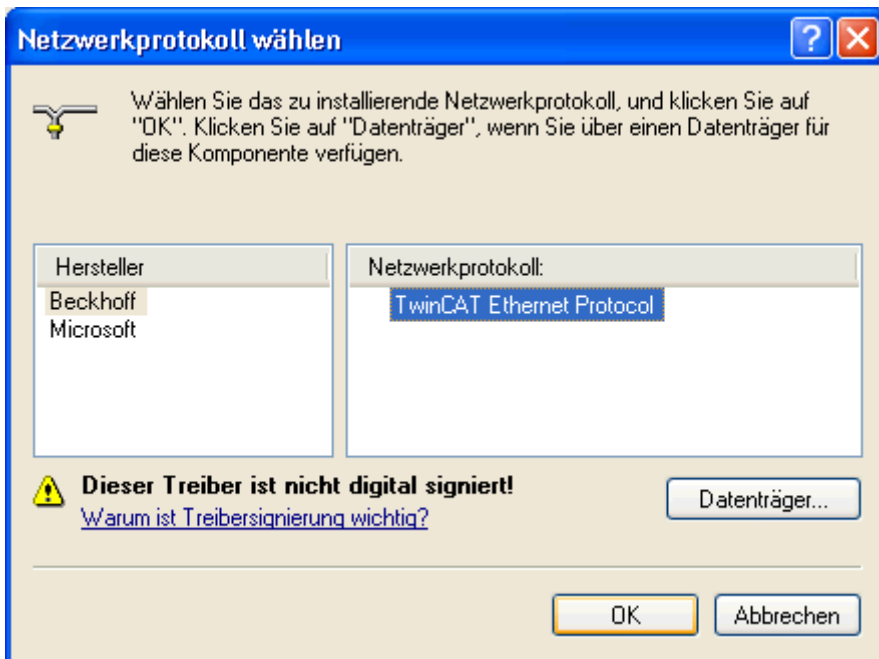 Netzwerkprotokoll wählen
Wählen Sie das zu installierende Netzwerkprotokoll, und klicken Sie auf
"OK". Klicken Sie auf "Datenträger", wenn Sie über einen Datenträger für
diese Komponente verfügen.
Hersteller
Beckhoff
Microsoft
Netzwerkprotokoll:
TwinCAT Ethernet Protocol
Dieser Treiber ist nicht digital signiert!
Warum ist Treibersignierung wichtig?
Datenträger...
OK
Abbrechen